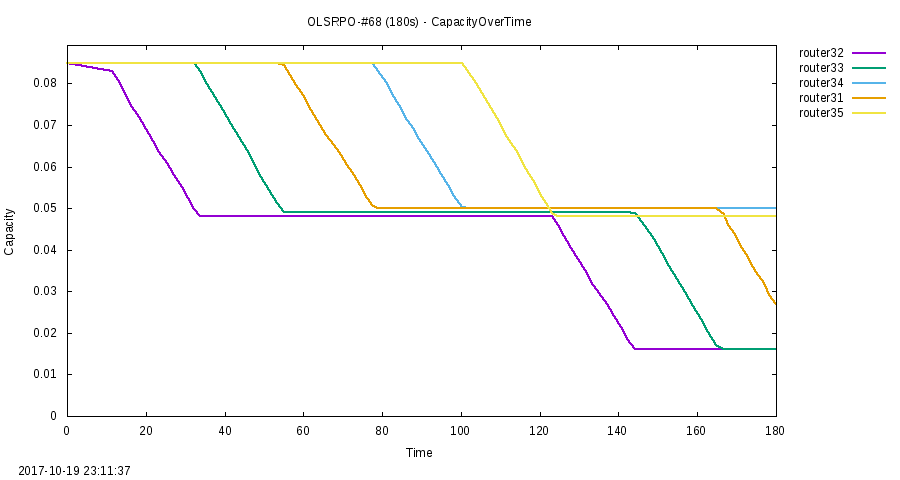 OLSRPO-#68 (180s) - CapacityOverTime
router32
router33
router34
router31
router35
0.08
0.07
0.06
0.05
0.04
0.03
0.02
0.01
0
Capacity
0 20 40 60 80 100 120 140 160 180
Time
2017-10-19 23:11:37